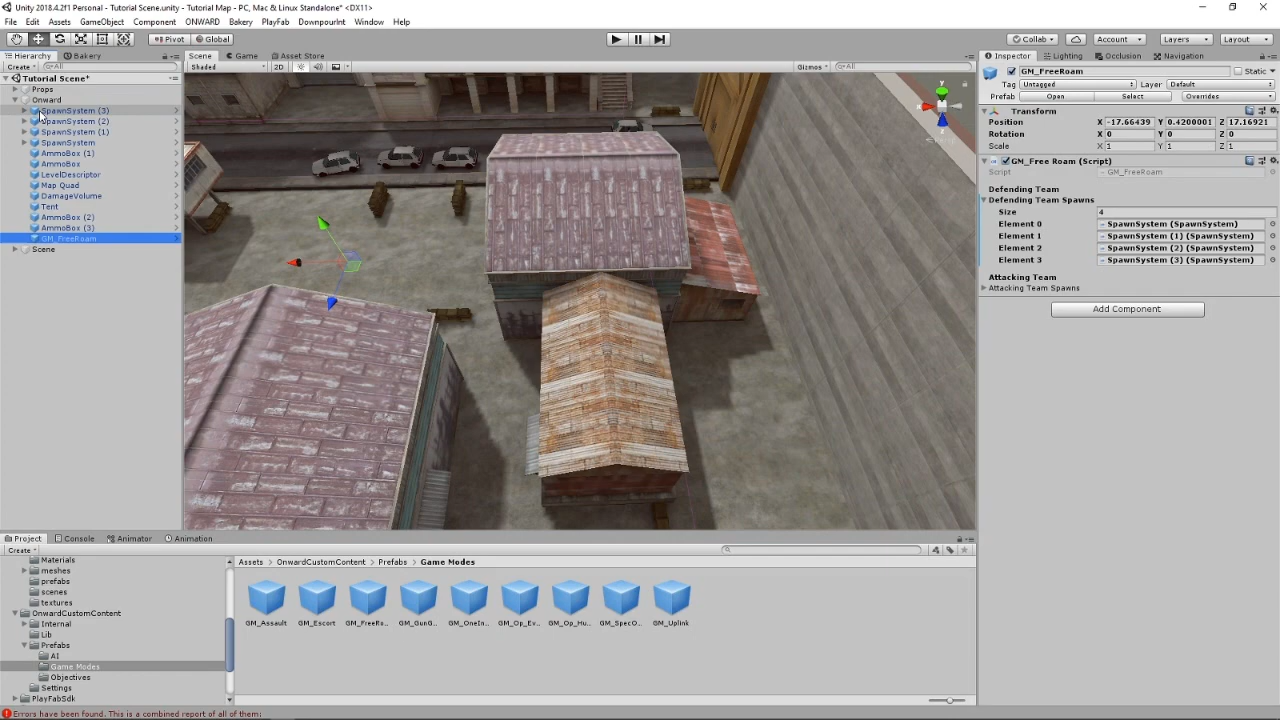 Unity 2018.4.2f1 Personal - Tutorial Scene.unity - Tutorial Map - PC, Mac & Linux Standalone* <DX11>
File Edit Assets GameObject Component ONWARD Bakery PlayFab DownpourInt Window Help
Pivot Global Collab Account Layers Layout
Hierarchy Bakery Scene Game Asset Store Inspector Lighting Occlusion Navigation
Create All Shaded 2D Gizmos All
Tutorial Scene*
Props
Onward
SpawnSystem (3)
SpawnSystem (2)
SpawnSystem (1)
SpawnSystem
AmmoBox (1)
AmmoBox
LevelDescriptor
Map Quad
DamageVolume
Tent
AmmoBox (2)
AmmoBox (3)
GM_FreeRoam
Scene
y
x
GM_FreeRoam Static
Tag Untagged Layer Default
Prefab Open Select Overrides
Transform
Position X -17.66439 Y 0.4200001 Z 17.16921
Rotation X 0 Y 0 Z 0
Scale X 1 Y 1 Z 1
GM_Free Roam (Script)
Script GM_FreeRoam
Defending Team
Defending Team Spawns
Size 4
Element 0 SpawnSystem (SpawnSystem)
Element 1 SpawnSystem (1) (SpawnSystem)
Element 2 SpawnSystem (2) (SpawnSystem)
Element 3 SpawnSystem (3) (SpawnSystem)
Attacking Team
Attacking Team Spawns
Add Component
Project Console Animator Animation
Create
Materials
meshes
prefabs
scenes
textures
OnwardCustomContent
Internal
Lib
Prefabs
AI
Game Modes
Objectives
Settings
PlayFabSdk
Assets OnwardCustomContent Prefabs Game Modes
GM_Assault GM_Escort GM_FreeRo... GM_GunG... GM_OneIn... GM_Op_Ev... GM_Op_Hu... GM_SpecO... GM_Uplink
Errors have been found. This is a combined report of all of them: